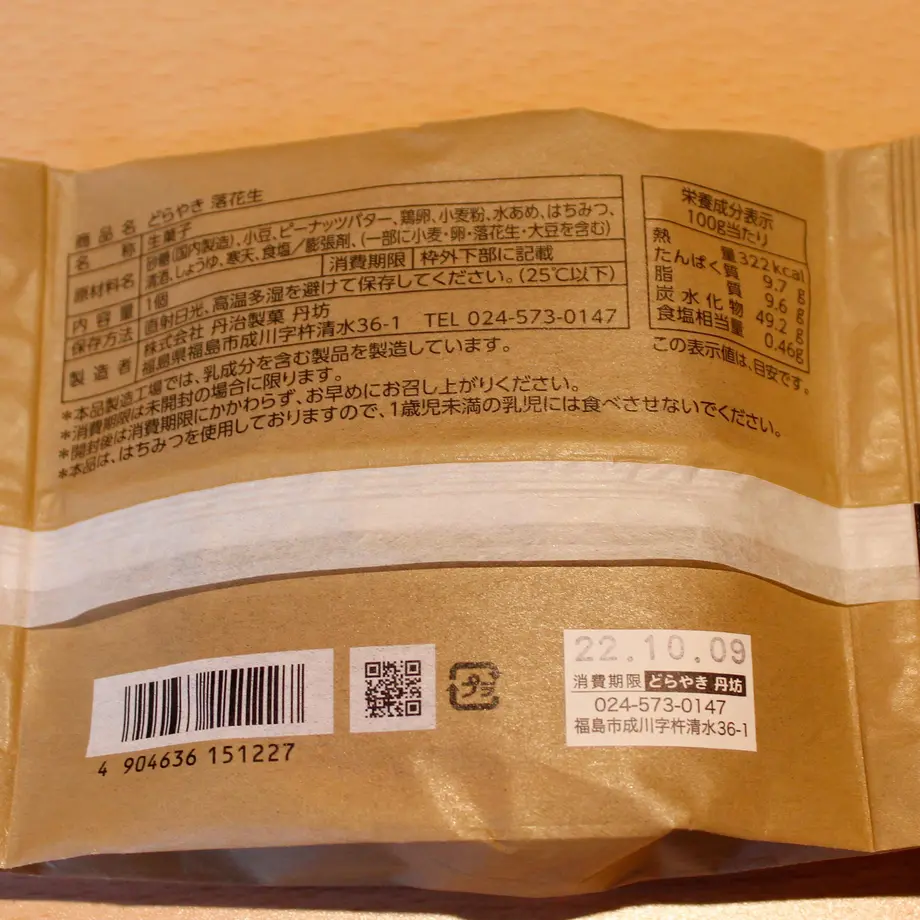 商品名 どらやき 落花生
名称 生菓子
原材料名 砂糖(国内製造)、小豆、ピーナッツバター、鶏卵、小麦粉、水あめ、はちみつ、
清酒、しょうゆ、寒天、食塩/膨張剤、(一部に小麦・卵・落花生・大豆を含む)
内容量 1個 消費期限 枠外下部に記載
保存方法 直射日光、高温多湿を避けて保存してください。(25℃以下)
製造者 株式会社 丹治製菓 丹坊
福島県福島市成川字杵清水36-1 TEL 024-573-0147
*本品製造工場では、乳成分を含む製品を製造しています。
*消費期限は未開封の場合に限ります。
*開封後は消費期限にかかわらず、お早めにお召し上がりください。
*本品は、はちみつを使用しておりますので、1歳児未満の乳児には食べさせないでください。
栄養成分表示
100g当たり
熱量 322kcal
たんぱく質 9.7g
脂質 9.6g
炭水化物 49.2g
食塩相当量 0.46g
この表示値は、目安です。
4 904636 151227
プラ
22.10.09
消費期限 どらやき 丹坊
024-573-0147
福島市成川字杵清水36-1